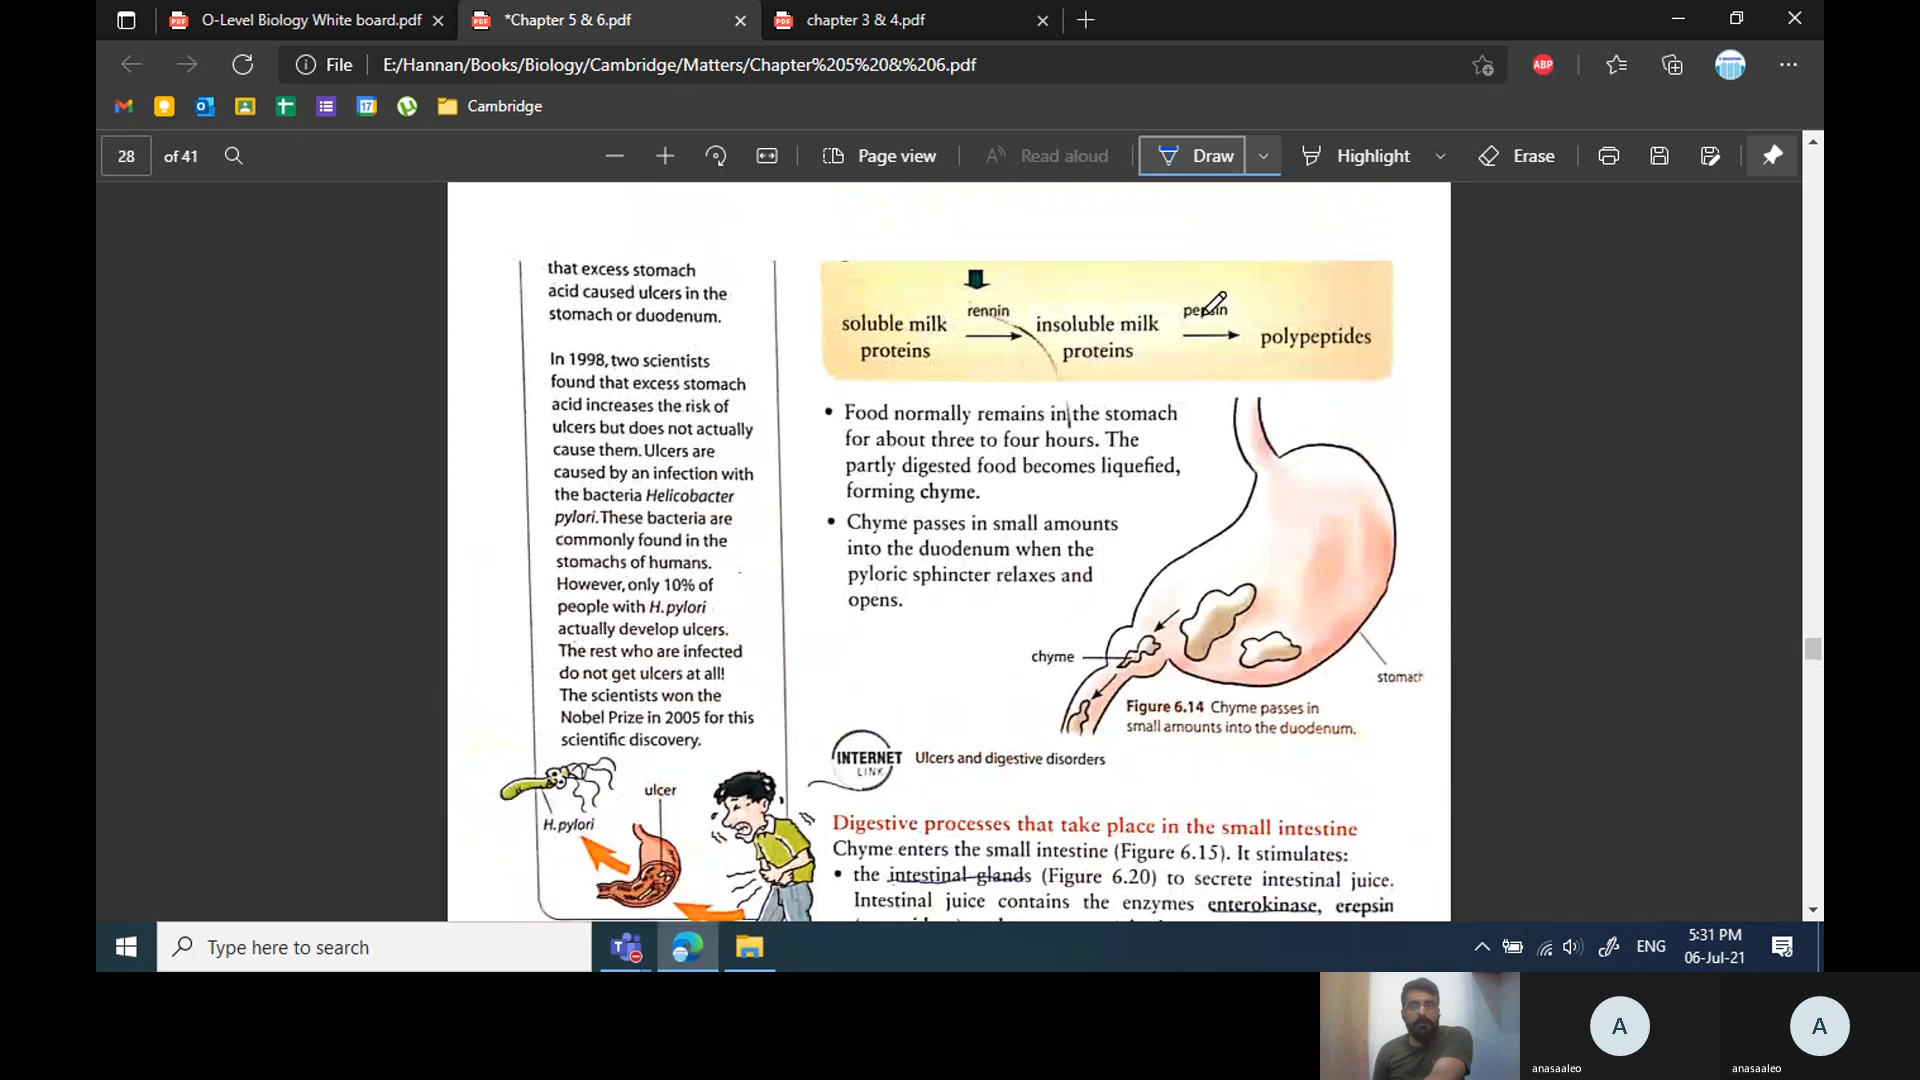 O-Level Biology White board.pdf
*Chapter 5 & 6.pdf
chapter 3 & 4.pdf
File
E:/Hannan/Books/Biology/Cambridge/Matters/Chapter%205%20&%206.pdf
ABP
Cambridge
28
of 41
Page view
Read aloud
Draw
Highlight
Erase
that excess stomach
acid caused ulcers in the
stomach or duodenum.
In 1998, two scientists
found that excess stomach
acid increases the risk of
ulcers but does not actually
cause them. Ulcers are
caused by an infection with
the bacteria Helicobacter
pylori. These bacteria are
commonly found in the
stomachs of humans.
However, only 10% of
people with H. pylori
actually develop ulcers.
The rest who are infected
do not get ulcers at all!
The scientists won the
Nobel Prize in 2005 for this
scientific discovery.
ulcer
H. pylori
rennin
soluble milk
proteins
insoluble milk
proteins
polypeptides
• Food normally remains in the stomach
for about three to four hours. The
partly digested food becomes liquefied,
forming chyme.
• Chyme passes in small amounts
into the duodenum when the
pyloric sphincter relaxes and
opens.
chyme
stomach
Figure 6.14 Chyme passes in
small amounts into the duodenum.
INTERNET
LINK
Ulcers and digestive disorders
Digestive processes that take place in the small intestine
Chyme enters the small intestine (Figure 6.15). It stimulates:
• the intestinal glands (Figure 6.20) to secrete intestinal juice.
Intestinal juice contains the enzymes enterokinase, erepsin
Type here to search
ENG
5:31 PM
06-Jul-21
A
anasaaleo
A
anasaaleo